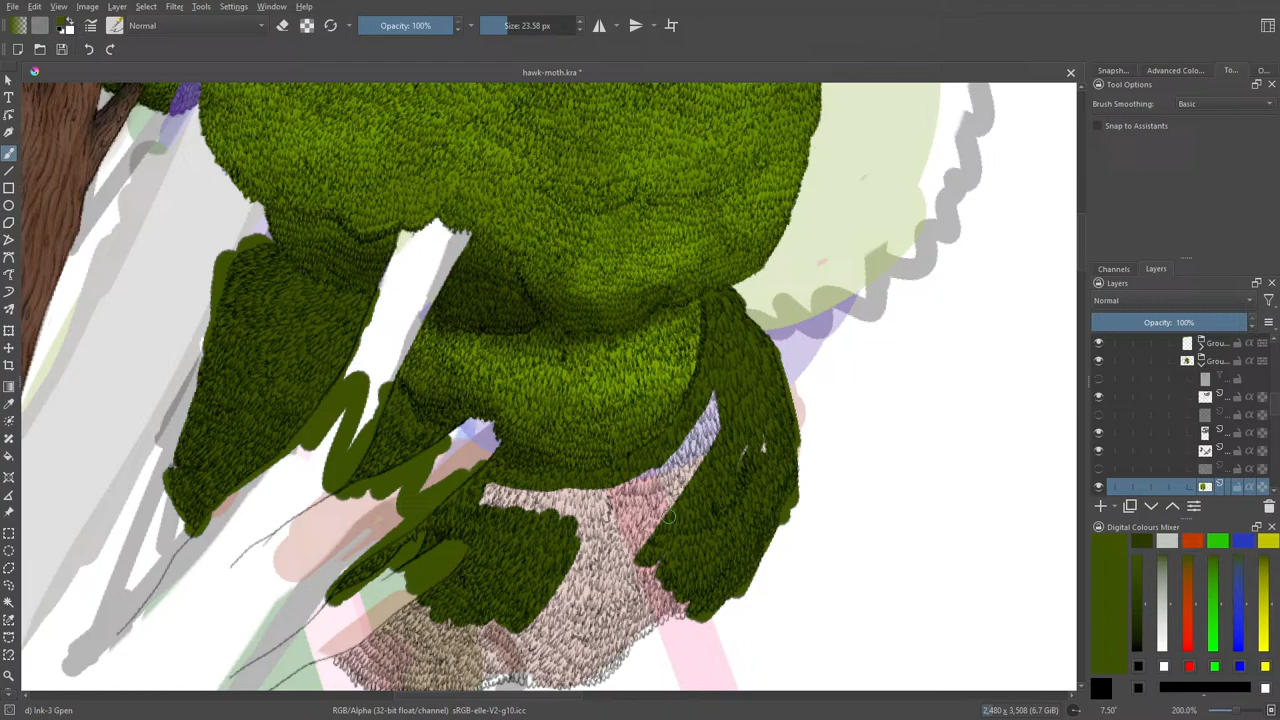 File Edit View Image Layer Select Filter Tools Settings Window Help
Normal Opacity: 100% Size: 23.58 px
hawk-moth.kra *
Snapsh... Advanced Colo... To... O...
Tool Options
Brush Smoothing: Basic
Snap to Assistants
Channels Layers
Layers
Normal
Opacity: 100%
Grou...
Grou...
Digital Colours Mixer
d) Ink-3 Gpen RGB/Alpha (32-bit float/channel) sRGB-elle-V2-g10.icc 2,480 x 3,508 (6.7 GiB) 7.50° 200.0%